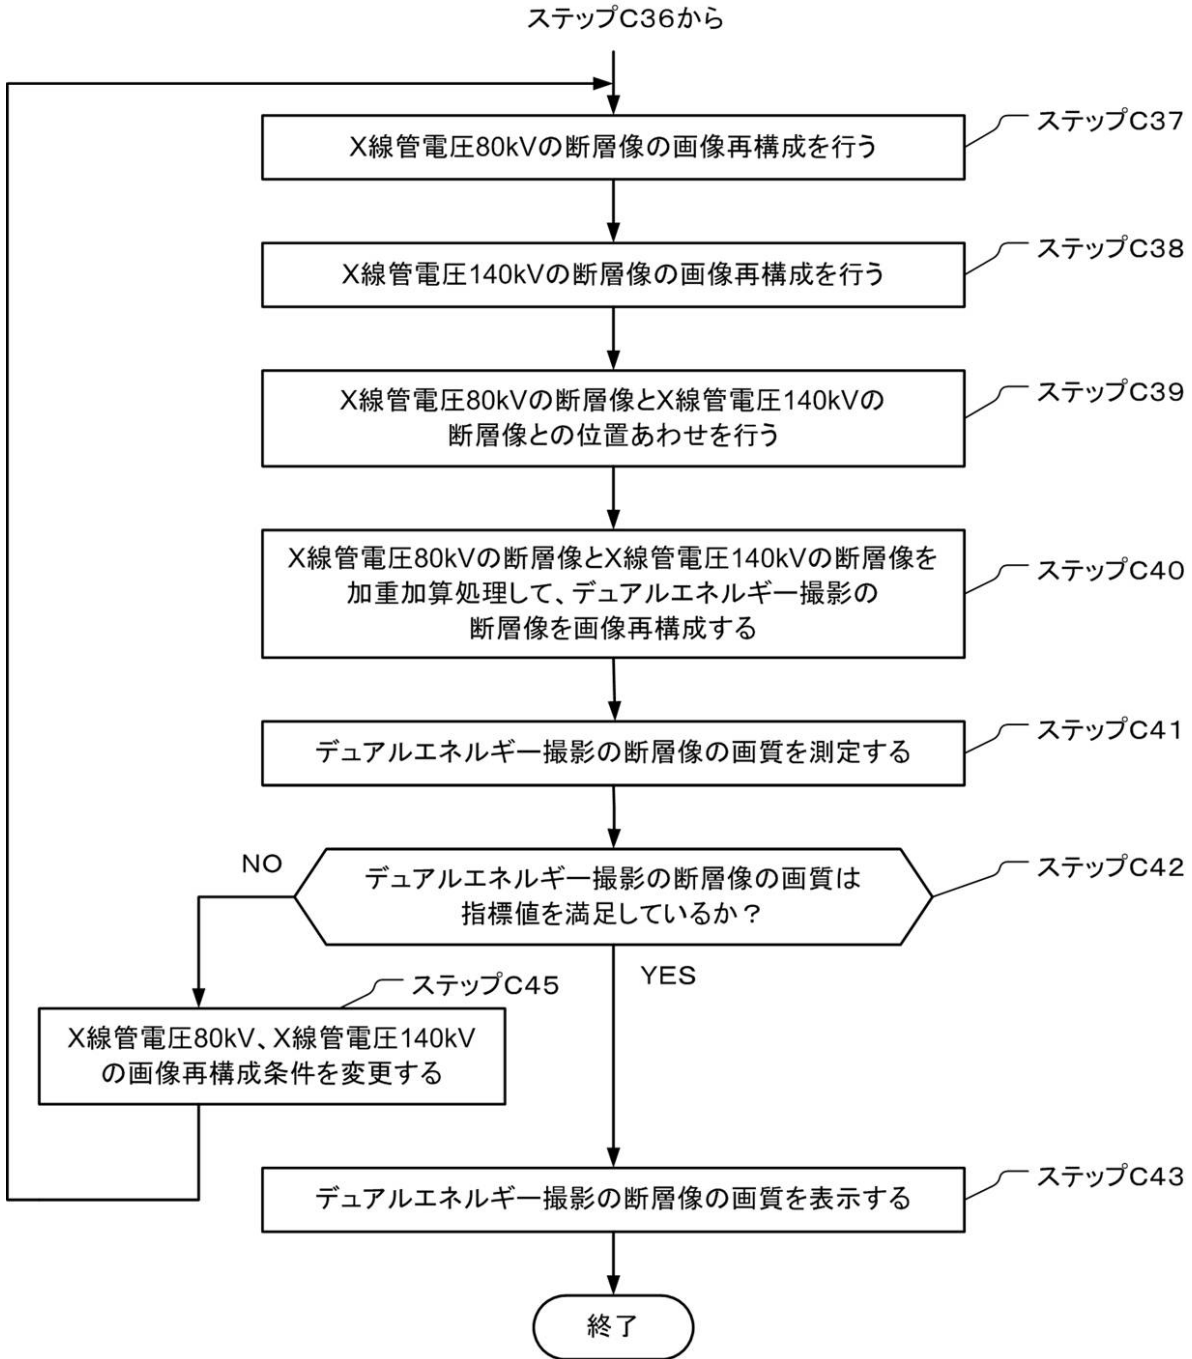 ステップC36から
X線管電圧80kVの断層像の画像再構成を行う
ステップC37
X線管電圧140kVの断層像の画像再構成を行う
ステップC38
X線管電圧80kVの断層像とX線管電圧140kVの
断層像との位置あわせを行う
ステップC39
X線管電圧80kVの断層像とX線管電圧140kVの断層像を
加重加算処理して、デュアルエネルギー撮影の
断層像を画像再構成する
ステップC40
デュアルエネルギー撮影の断層像の画質を測定する
ステップC41
デュアルエネルギー撮影の断層像の画質は
指標値を満足しているか？
ステップC42
NO
YES
ステップC45
X線管電圧80kV、X線管電圧140kV
の画像再構成条件を変更する
デュアルエネルギー撮影の断層像の画質を表示する
ステップC43
終了